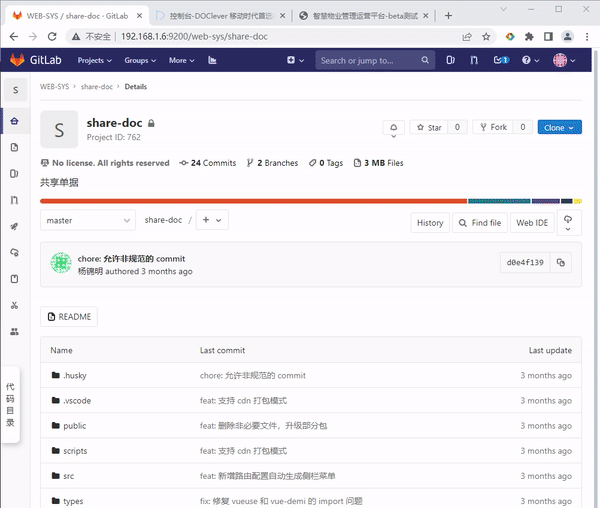 WEB-SYS / share-doc · GitLab
控制台-DOClever 移动时代首选
智慧物业管理运营平台-beta测试
不安全
192.168.1.6:9200/web-sys/share-doc
GitLab
Projects
Groups
More
Search or jump to...
1
S
WEB-SYS
share-doc
Details
S
share-doc
Project ID: 762
Star
0
Fork
0
Clone
No license. All rights reserved
24 Commits
2 Branches
0 Tags
3 MB Files
共享单据
master
share-doc /
+
History
Find file
Web IDE
chore: 允许非规范的 commit
杨锦明 authored 3 months ago
d0e4f139
README
Name
Last commit
Last update
.husky
chore: 允许非规范的 commit
3 months ago
.vscode
feat: 支持 cdn 打包模式
3 months ago
public
feat: 删除非必要文件，升级部分包
3 months ago
scripts
feat: 支持 cdn 打包模式
3 months ago
src
feat: 新增路由配置自动生成侧栏菜单
3 months ago
types
fix: 修复 vueuse 和 vue-demi 的 import 问题
3 months ago
代码目录